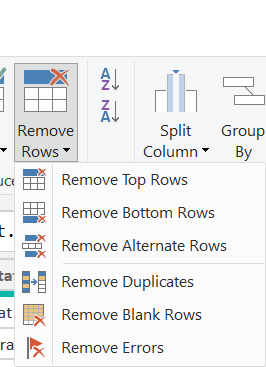 Remove
Rows
A
Z
Z
A
Split
Column
Group
By
Remove Top Rows
Remove Bottom Rows
Remove Alternate Rows
Remove Duplicates
Remove Blank Rows
Remove Errors